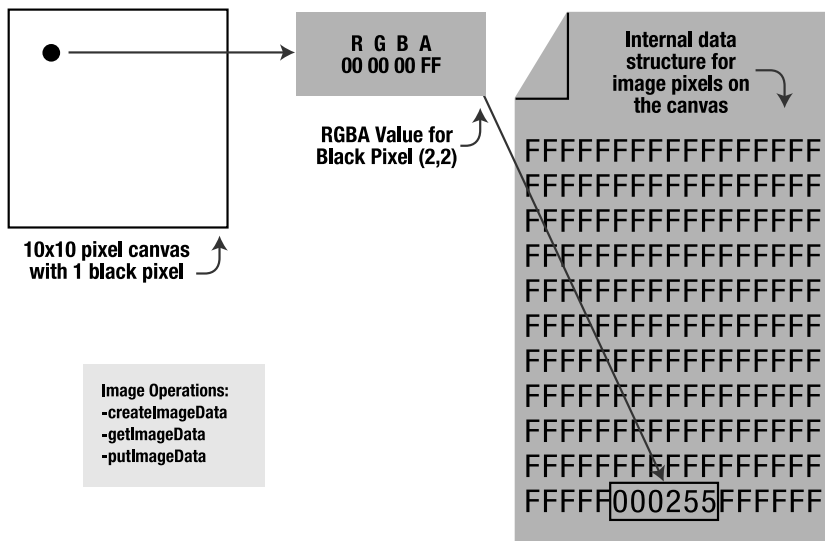 R G B A
00 00 00 FF
RGBA Value for
Black Pixel (2,2)
10x10 pixel canvas
with 1 black pixel
Image Operations:
-createImageData
-getImageData
-putImageData
Internal data
structure for
image pixels on
the canvas
FFFFFFFFFFFFFFFFF
FFFFFFFFFFFFFFFFF
FFFFFFFFFFFFFFFFF
FFFFFFFFFFFFFFFFF
FFFFFFFFFFFFFFFFF
FFFFFFFFFFFFFFFFF
FFFFFFFFFFFFFFFFF
FFFFFFFFFFFFFFFFF
FFFFFFFFFFFFFFFFF
FFFFFFFFFFFFFFFFF
FFFFF000255FFFFFF